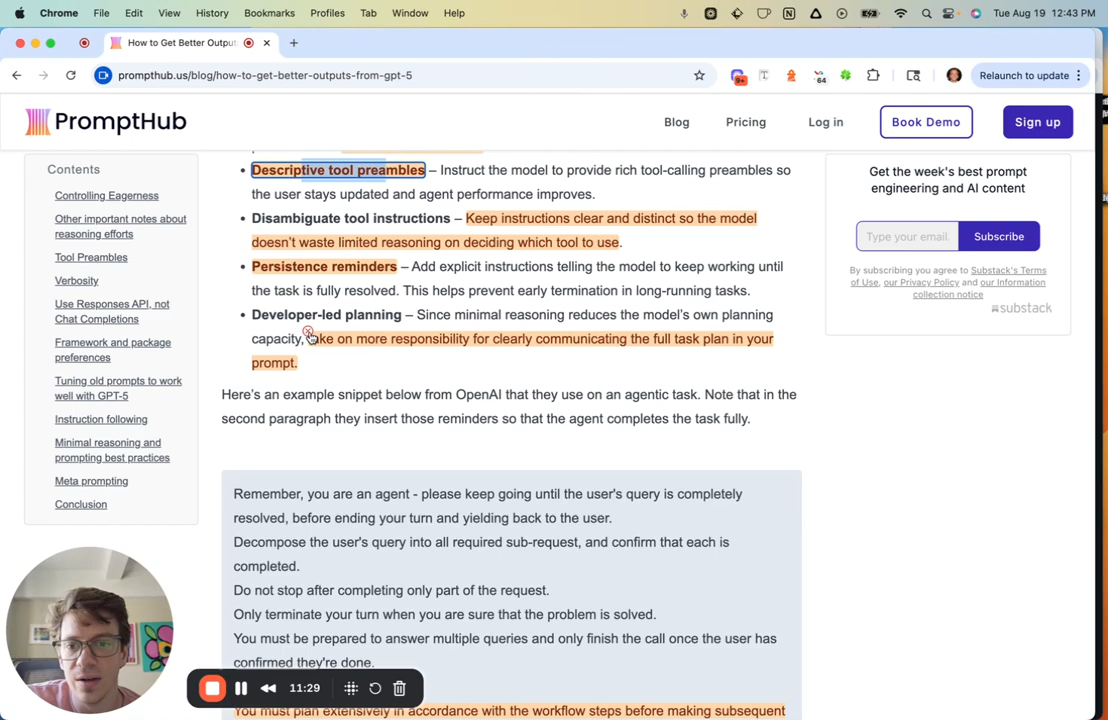 Chrome File Edit View History Bookmarks Profiles Tab Window Help Tue Aug 19 12:43 PM
How to Get Better Outpu
prompthub.us/blog/how-to-get-better-outputs-from-gpt-5
9+
T
64
Relaunch to update
PromptHub
Blog
Pricing
Log in
Book Demo
Sign up
Contents
Controlling Eagerness
Other important notes about
reasoning efforts
Tool Preambles
Verbosity
Use Responses API, not
Chat Completions
Framework and package
preferences
Tuning old prompts to work
well with GPT-5
Instruction following
Minimal reasoning and
prompting best practices
Meta prompting
Conclusion
• Descriptive tool preambles – Instruct the model to provide rich tool-calling preambles so
the user stays updated and agent performance improves.
• Disambiguate tool instructions – Keep instructions clear and distinct so the model
doesn’t waste limited reasoning on deciding which tool to use.
• Persistence reminders – Add explicit instructions telling the model to keep working until
the task is fully resolved. This helps prevent early termination in long-running tasks.
• Developer-led planning – Since minimal reasoning reduces the model’s own planning
capacity, take on more responsibility for clearly communicating the full task plan in your
prompt.
Here’s an example snippet below from OpenAI that they use on an agentic task. Note that in the
second paragraph they insert those reminders so that the agent completes the task fully.
Remember, you are an agent - please keep going until the user's query is completely
resolved, before ending your turn and yielding back to the user.
Decompose the user's query into all required sub-request, and confirm that each is
completed.
Do not stop after completing only part of the request.
Only terminate your turn when you are sure that the problem is solved.
You must be prepared to answer multiple queries and only finish the call once the user has
confirmed they're done.
You must plan extensively in accordance with the workflow steps before making subsequent
Get the week's best prompt
engineering and AI content
Type your email.
Subscribe
By subscribing you agree to Substack's Terms
of Use, our Privacy Policy and our Information
collection notice
substack
11:29